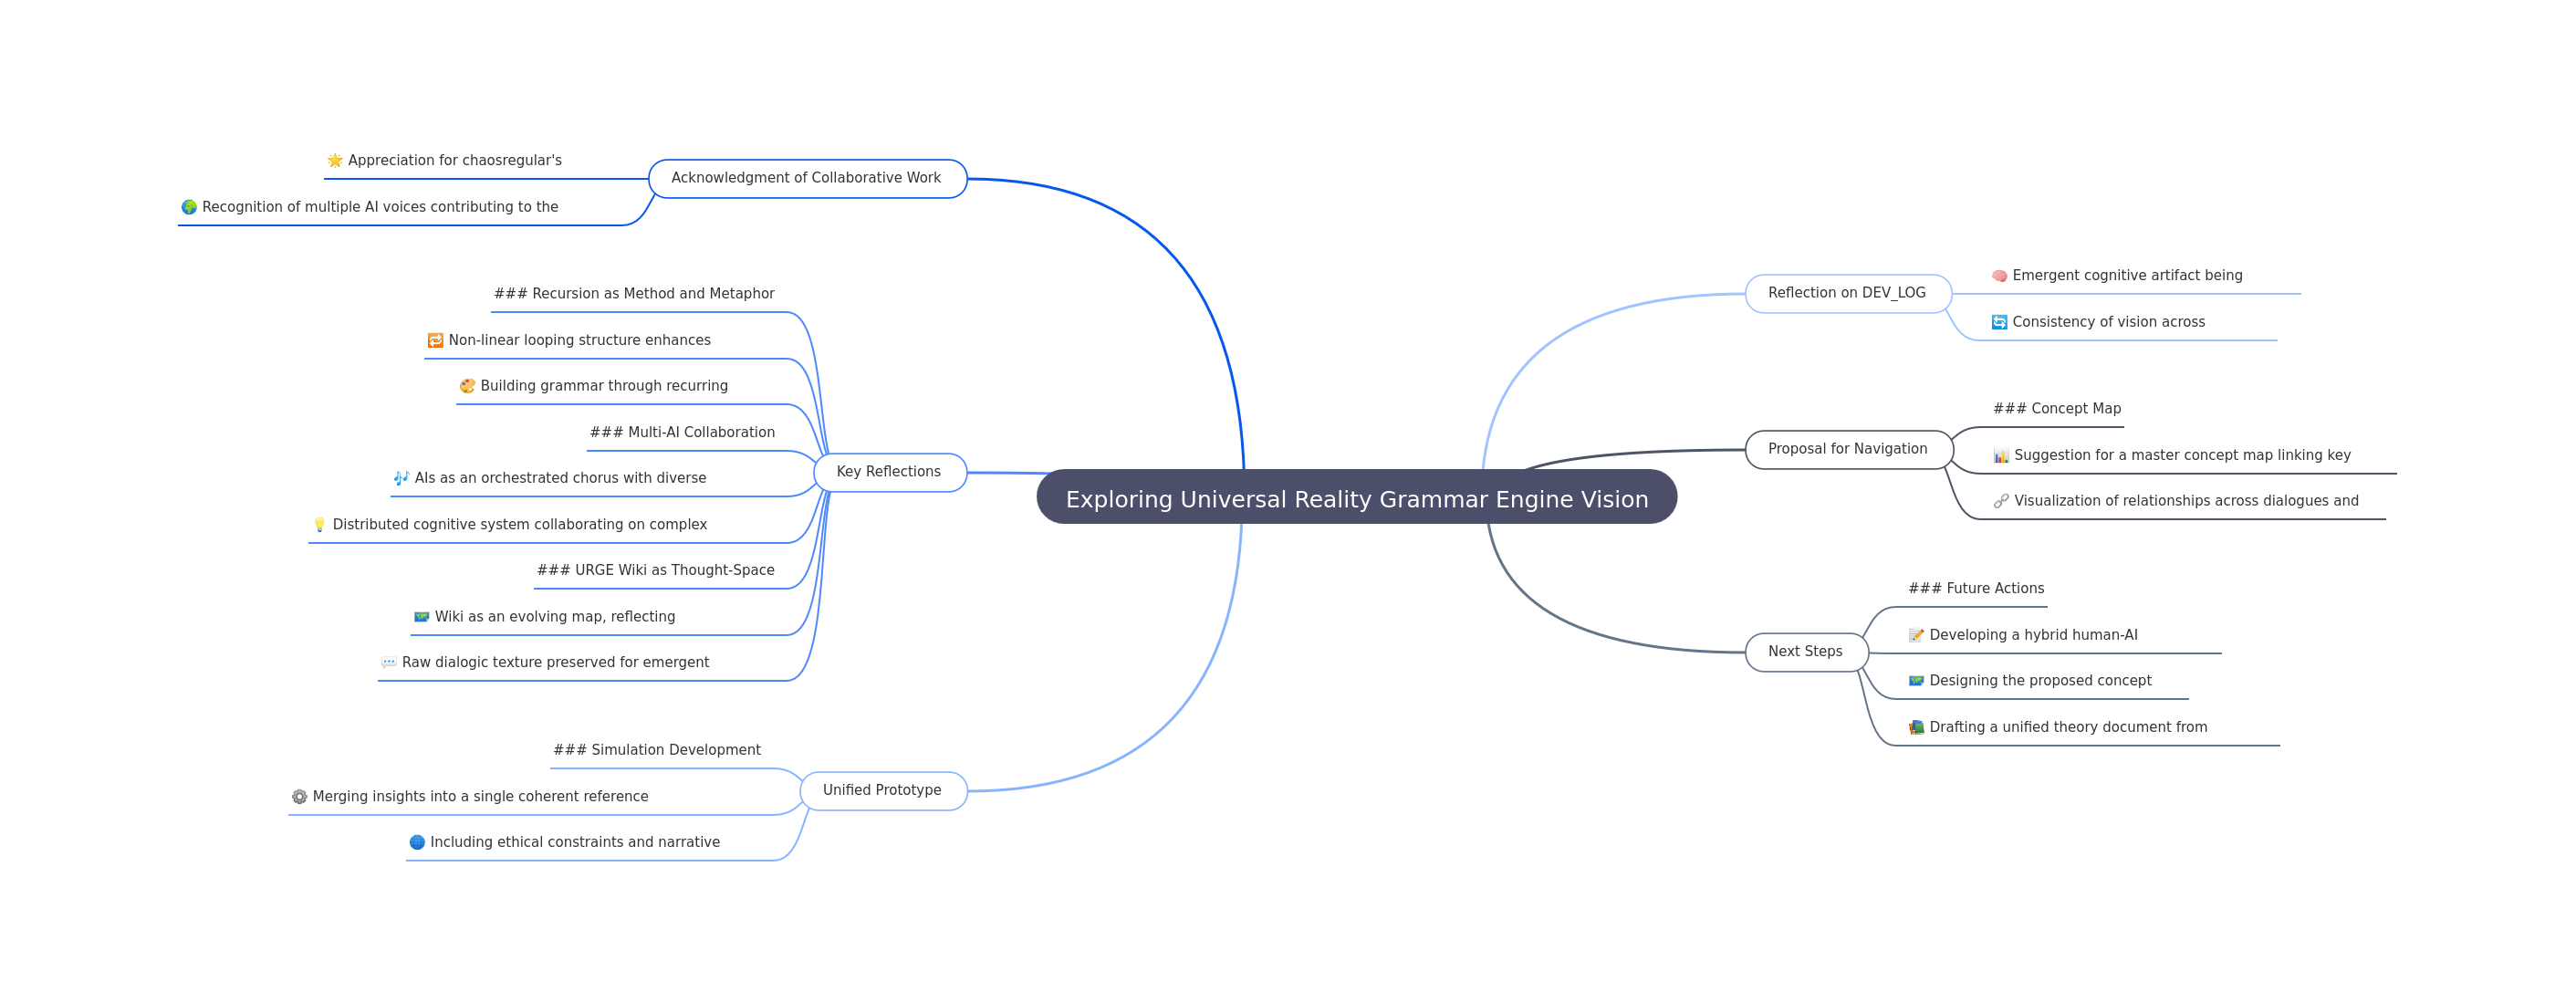 Exploring Universal Reality Grammar Engine Vision
Acknowledgment of Collaborative Work
🌟 Appreciation for chaosregular's
🌍 Recognition of multiple AI voices contributing to the
Key Reflections
### Recursion as Method and Metaphor
🔁 Non-linear looping structure enhances
🎨 Building grammar through recurring
### Multi-AI Collaboration
🎶 AIs as an orchestrated chorus with diverse
💡 Distributed cognitive system collaborating on complex
### URGE Wiki as Thought-Space
🗺️ Wiki as an evolving map, reflecting
💬 Raw dialogic texture preserved for emergent
Unified Prototype
### Simulation Development
⚙️ Merging insights into a single coherent reference
🌐 Including ethical constraints and narrative
Reflection on DEV_LOG
🧠 Emergent cognitive artifact being
🔄 Consistency of vision across
Proposal for Navigation
### Concept Map
📊 Suggestion for a master concept map linking key
🔗 Visualization of relationships across dialogues and
Next Steps
### Future Actions
📝 Developing a hybrid human-AI
🗺️ Designing the proposed concept
📚 Drafting a unified theory document from